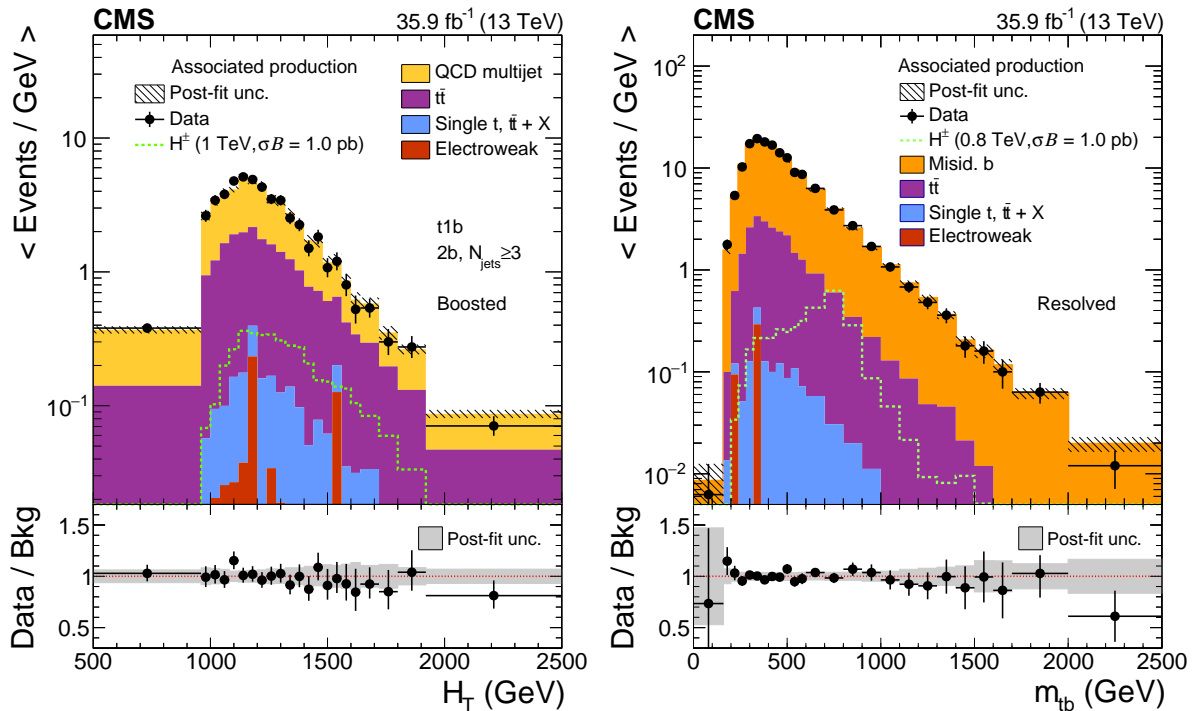 CMS 35.9 fb⁻¹ (13 TeV)
< Events / GeV >
10
1
10⁻¹
Associated production
Post-fit unc.
Data
H± (1 TeV,σB = 1.0 pb)
QCD multijet
tt̄
Single t, tt̄ + X
Electroweak
t1b
2b, N_jets≥3
Boosted
Data / Bkg
1.5
1
0.5
Post-fit unc.
500 1000 1500 2000 2500
H_T (GeV)
CMS 35.9 fb⁻¹ (13 TeV)
< Events / GeV >
10²
10
1
10⁻¹
10⁻²
Associated production
Post-fit unc.
Data
H± (0.8 TeV,σB = 1.0 pb)
Misid. b
tt̄
Single t, tt̄ + X
Electroweak
Resolved
Data / Bkg
1.5
1
0.5
Post-fit unc.
0 500 1000 1500 2000 2500
m_tb (GeV)